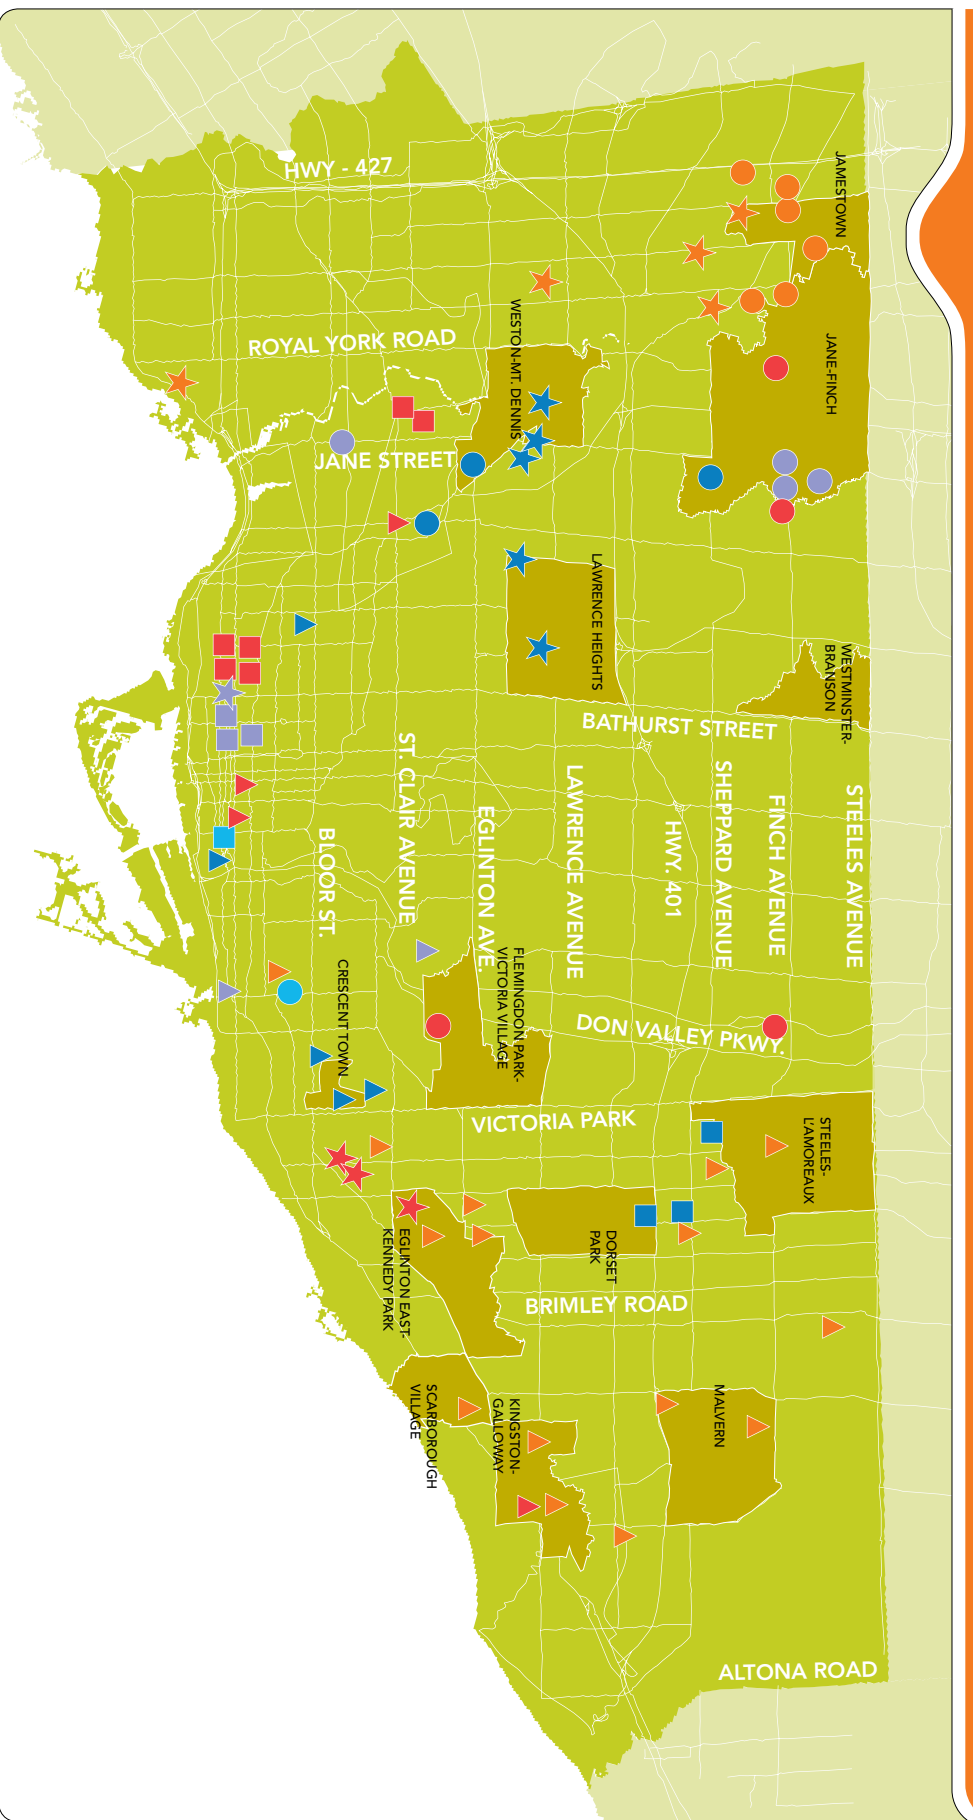 HWY - 427
JAMESTOWN
ROYAL YORK ROAD
WESTON-MT. DENNIS
JANE-FINCH
JANE STREET
LAWRENCE HEIGHTS
WESTMINSTER-
BRANSON
BATHURST STREET
STEELES AVENUE
FINCH AVENUE
SHEPPARD AVENUE
HWY. 401
LAWRENCE AVENUE
EGLINTON AVE.
ST. CLAIR AVENUE
BLOOR ST.
CRESCENT TOWN
FLEMINGDON PARK-
VICTORIA VILLAGE
DON VALLEY PKWY.
VICTORIA PARK
STEELES-
L'AMOREAUX
DORSET
PARK
EGLINTON EAST-
KENNEDY PARK
BRIMLEY ROAD
SCARBOROUGH
VILLAGE
KINGSTON-
GALLOWAY
MALVERN
ALTONA ROAD